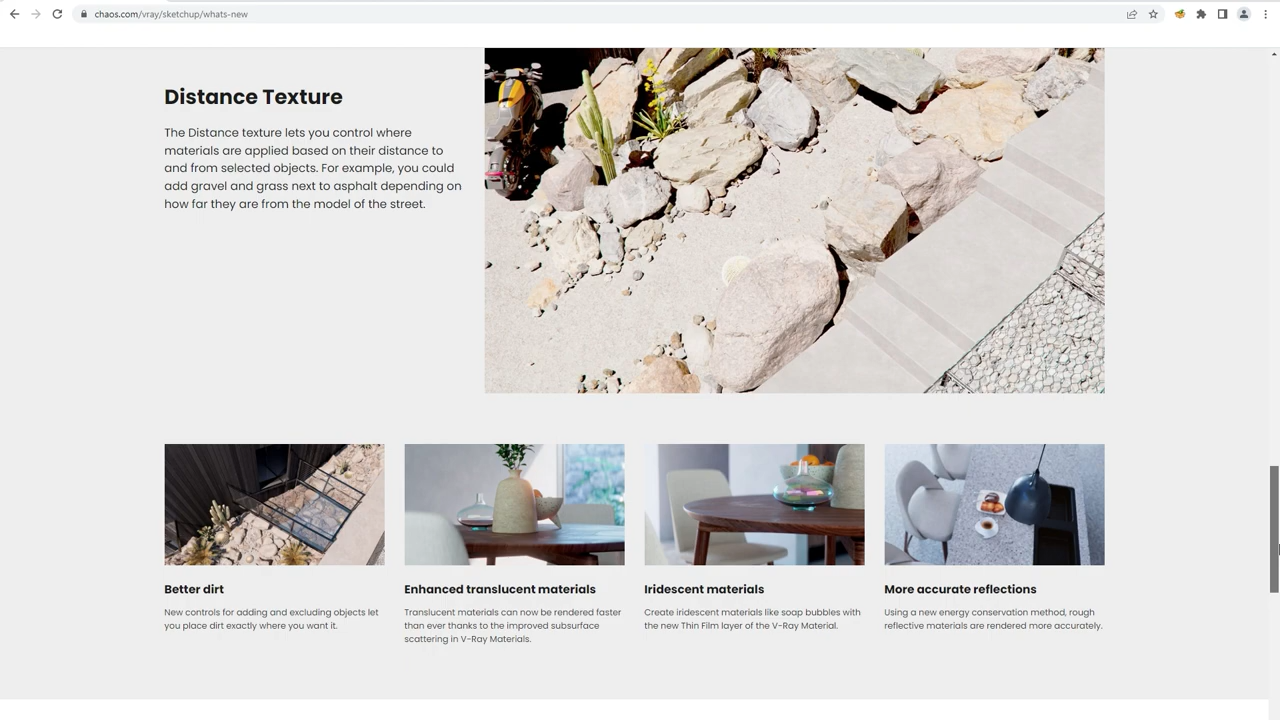 chaos.com/vray/sketchup/whats-new
Distance Texture
The Distance texture lets you control where
materials are applied based on their distance to
and from selected objects. For example, you could
add gravel and grass next to asphalt depending on
how far they are from the model of the street.
Better dirt
New controls for adding and excluding objects let
you place dirt exactly where you want it.
Enhanced translucent materials
Translucent materials can now be rendered faster
than ever thanks to the improved subsurface
scattering in V-Ray Materials.
Iridescent materials
Create iridescent materials like soap bubbles with
the new Thin Film layer of the V-Ray Material.
More accurate reflections
Using a new energy conservation method, rough
reflective materials are rendered more accurately.